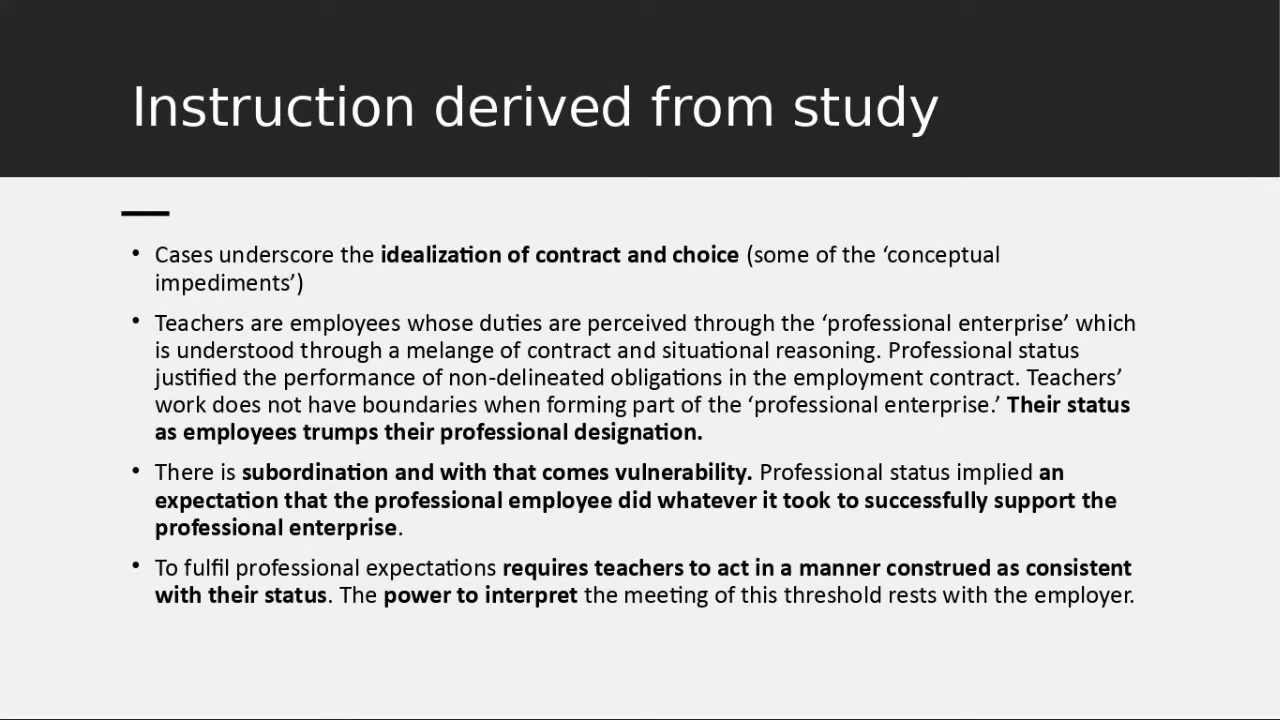 Instruction derived from study
• Cases underscore the idealization of contract and choice (some of the ‘conceptual
impediments’)
• Teachers are employees whose duties are perceived through the ‘professional enterprise’ which
is understood through a melange of contract and situational reasoning. Professional status
justified the performance of non-delineated obligations in the employment contract. Teachers’
work does not have boundaries when forming part of the ‘professional enterprise.’ Their status
as employees trumps their professional designation.
• There is subordination and with that comes vulnerability. Professional status implied an
expectation that the professional employee did whatever it took to successfully support the
professional enterprise.
• To fulfil professional expectations requires teachers to act in a manner construed as consistent
with their status. The power to interpret the meeting of this threshold rests with the employer.